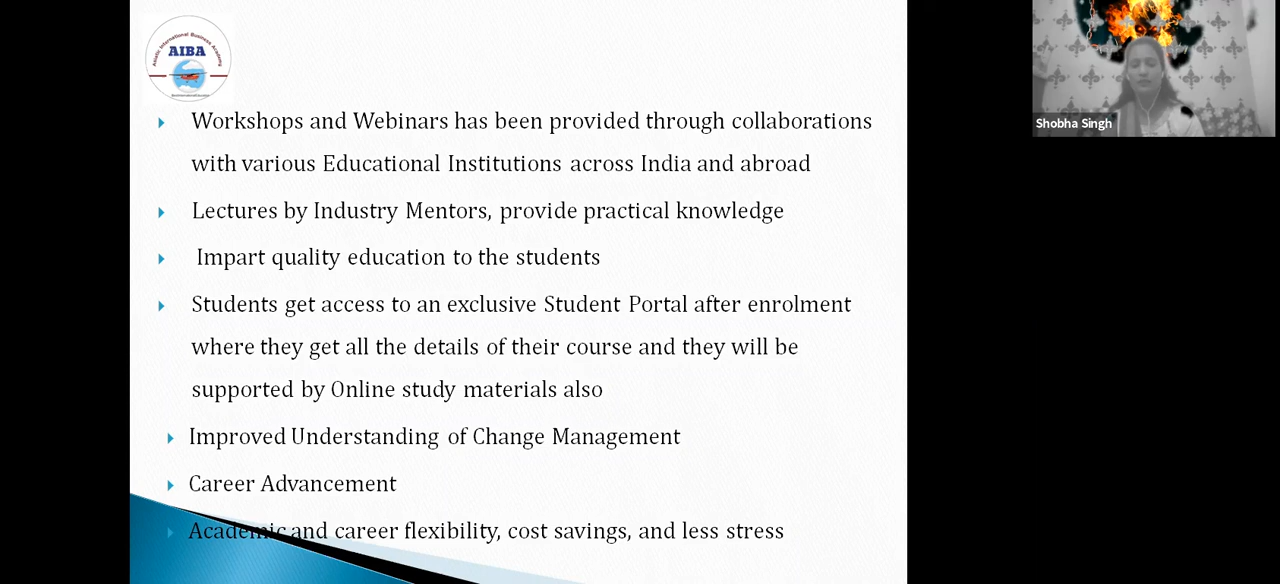 Asiatic International Business Academy
AIBA
Workshops and Webinars has been provided through collaborations
with various Educational Institutions across India and abroad
Lectures by Industry Mentors, provide practical knowledge
Impart quality education to the students
Students get access to an exclusive Student Portal after enrolment
where they get all the details of their course and they will be
supported by Online study materials also
Improved Understanding of Change Management
Career Advancement
Academic and career flexibility, cost savings, and less stress
Shobha Singh